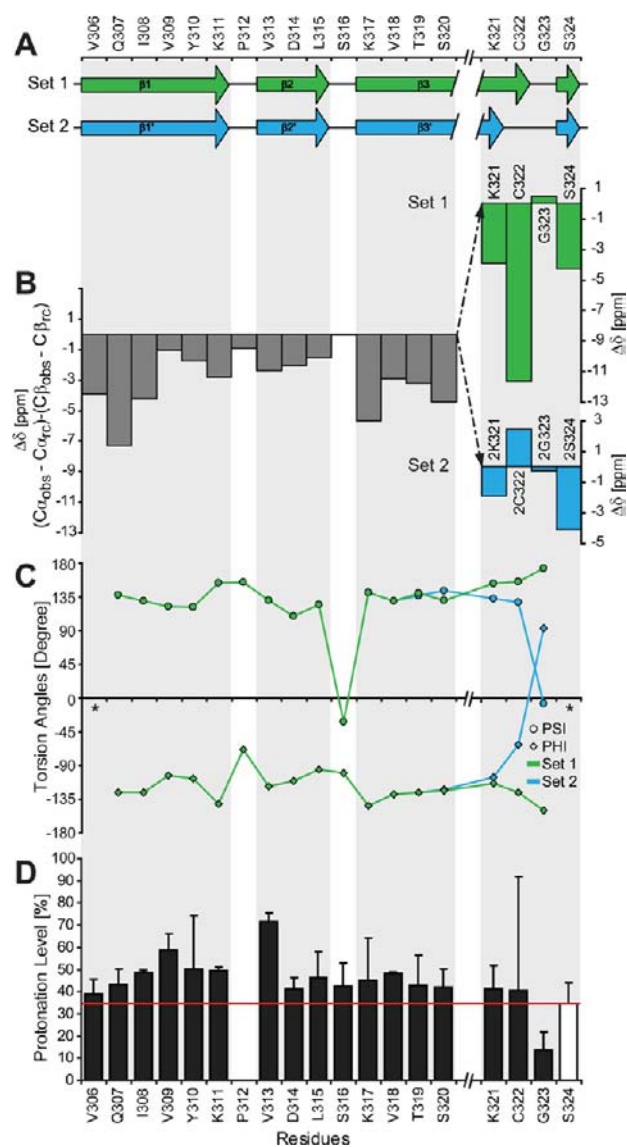 V306 Q307 I308 V309 Y310 K311 P312 V313 D314 L315 S316 K317 V318 T319 S320 K321 C322 G323 S324
A
Set 1 β1 β2 β3
Set 2 β1' β2' β3'
K321 C322 G323 S324
Set 1
1 -1 -3 -5 -7 -9 -11 -13
Δδ [ppm]
B
1 -1 -3 -5 -7 -9 -11 -13
Δδ [ppm]
(Cαobs - Cαrc)-(Cβobs - Cβrc)
Set 2
2K321 2C322 2G323 2S324
3 1 -1 -3 -5
Δδ [ppm]
C
180 135 90 45 0 -45 -90 -135 -180
Torsion Angles [Degree]
* *
PSI
PHI
Set 1
Set 2
D
100 90 80 70 60 50 40 30 20 10 0
Protonation Level [%]
V306 Q307 I308 V309 Y310 K311 P312 V313 D314 L315 S316 K317 V318 T319 S320 K321 C322 G323 S324
Residues